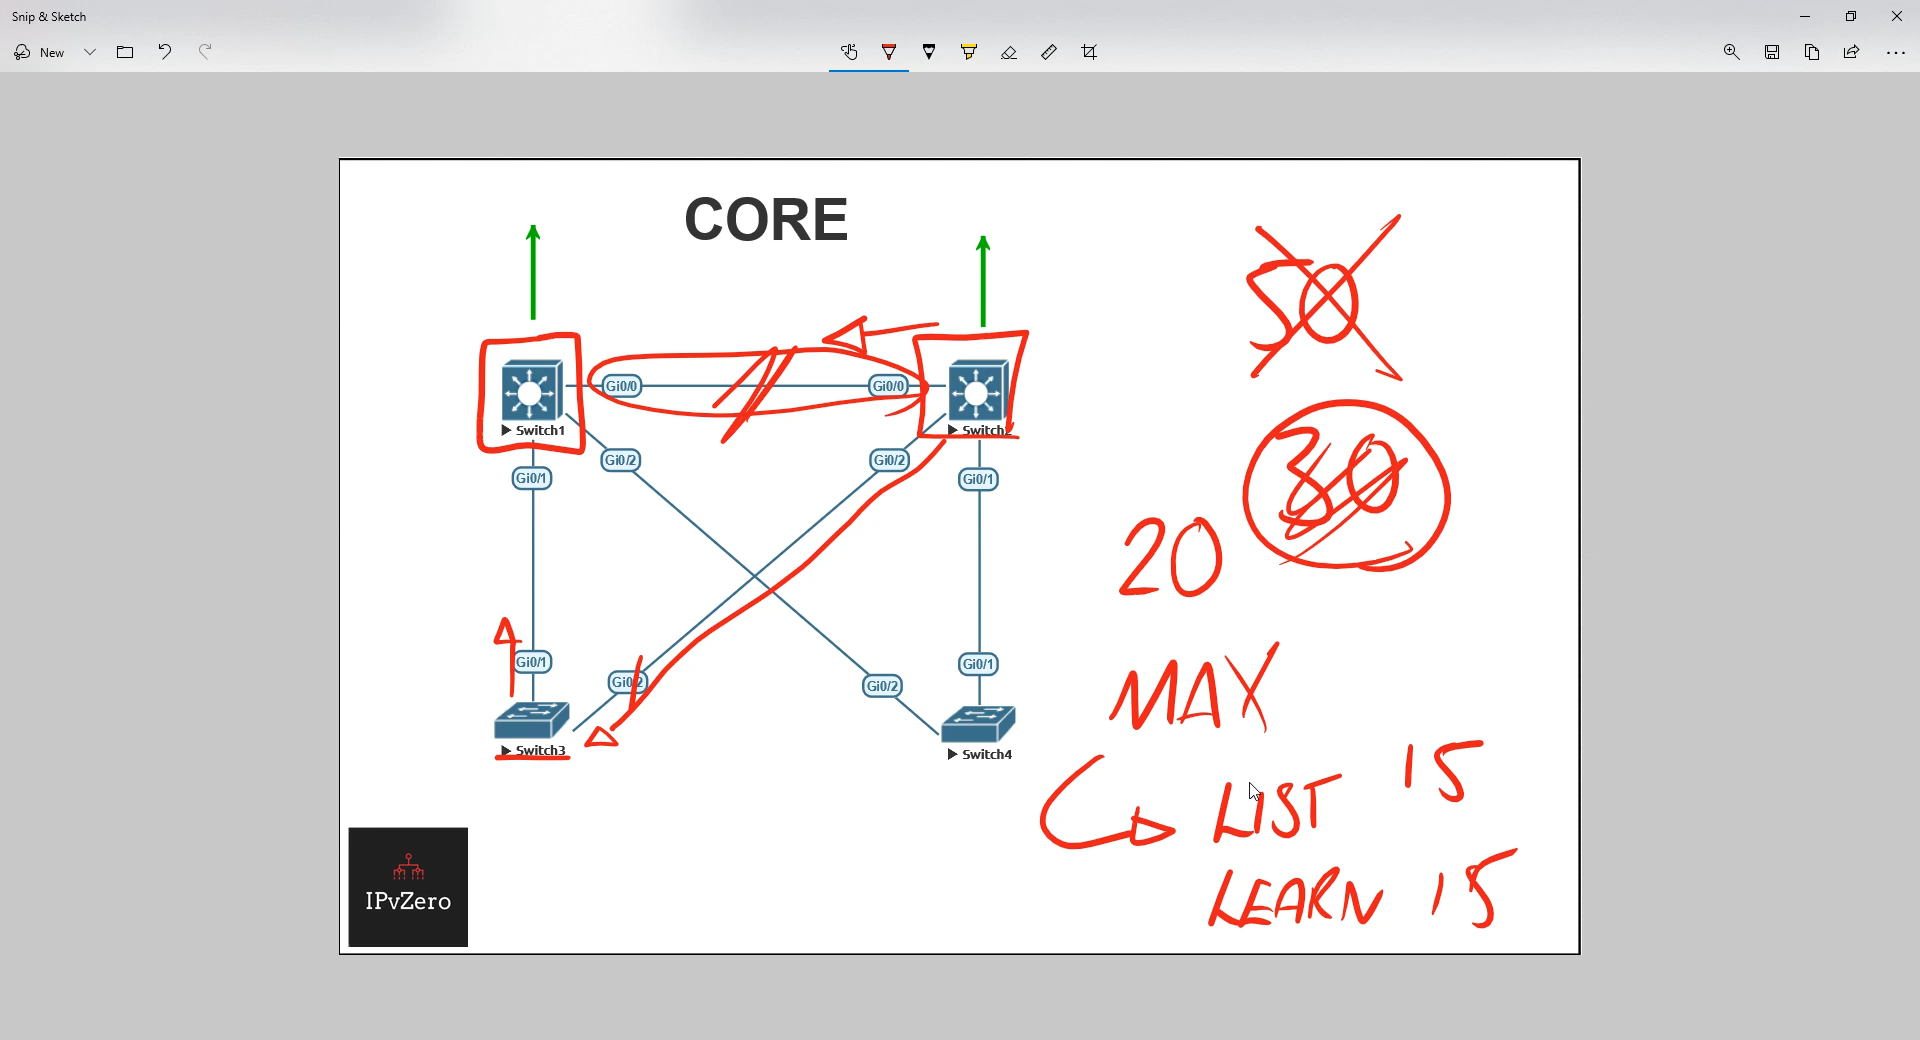 Snip & Sketch
New
CORE
50
Gi0/0
Gi0/0
Switch1
Switch2
Gi0/2
Gi0/2
Gi0/1
Gi0/1
30
20
Gi0/1
Gi0/2
Gi0/2
Gi0/1
MAX
Switch3
Switch4
LIST 15
LEARN 15
IPvZero